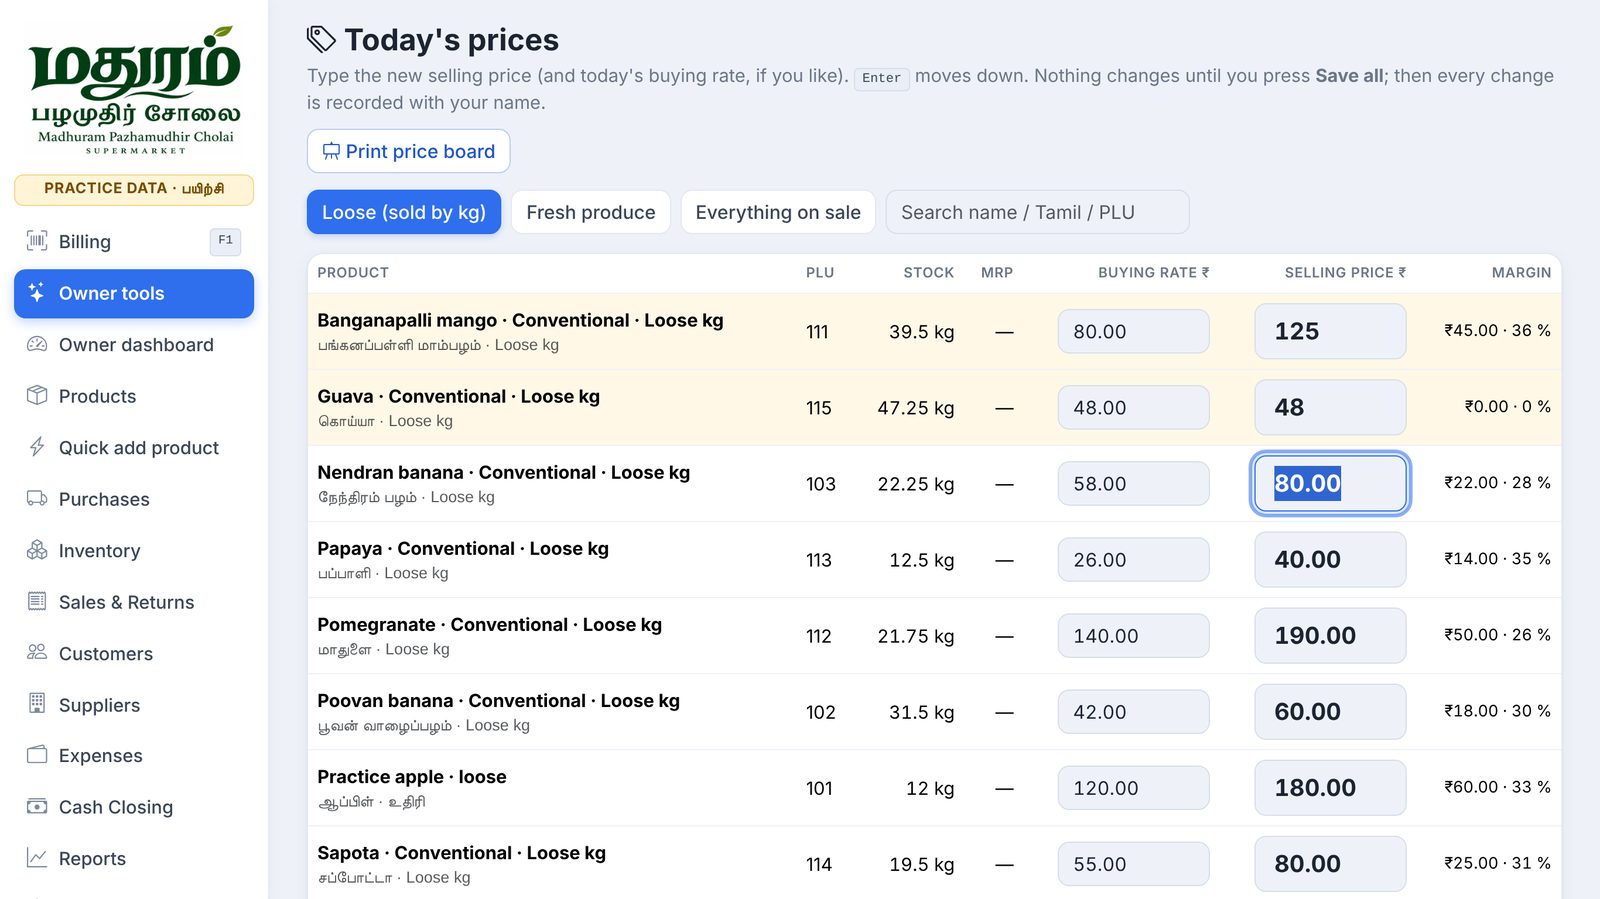 மதுரம்
பழமுதிர் சோலை
Madhuram Pazhamudhir Cholai
SUPERMARKET
PRACTICE DATA · பயிற்சி
Billing F1
Owner tools
Owner dashboard
Products
Quick add product
Purchases
Inventory
Sales & Returns
Customers
Suppliers
Expenses
Cash Closing
Reports
Today's prices
Type the new selling price (and today's buying rate, if you like). Enter moves down. Nothing changes until you press Save all; then every change
is recorded with your name.
Print price board
Loose (sold by kg) Fresh produce Everything on sale Search name / Tamil / PLU
PRODUCT PLU STOCK MRP BUYING RATE ₹ SELLING PRICE ₹ MARGIN
Banganapalli mango · Conventional · Loose kg 111 39.5 kg — 80.00 125 ₹45.00 · 36 %
பங்கனப்பள்ளி மாம்பழம் · Loose kg
Guava · Conventional · Loose kg 115 47.25 kg — 48.00 48 ₹0.00 · 0 %
கொய்யா · Loose kg
Nendran banana · Conventional · Loose kg 103 22.25 kg — 58.00 80.00 ₹22.00 · 28 %
நேந்திரம் பழம் · Loose kg
Papaya · Conventional · Loose kg 113 12.5 kg — 26.00 40.00 ₹14.00 · 35 %
பப்பாளி · Loose kg
Pomegranate · Conventional · Loose kg 112 21.75 kg — 140.00 190.00 ₹50.00 · 26 %
மாதுளை · Loose kg
Poovan banana · Conventional · Loose kg 102 31.5 kg — 42.00 60.00 ₹18.00 · 30 %
பூவன் வாழைப்பழம் · Loose kg
Practice apple · loose 101 12 kg — 120.00 180.00 ₹60.00 · 33 %
ஆப்பிள் · உதிரி
Sapota · Conventional · Loose kg 114 19.5 kg — 55.00 80.00 ₹25.00 · 31 %
சப்போட்டா · Loose kg